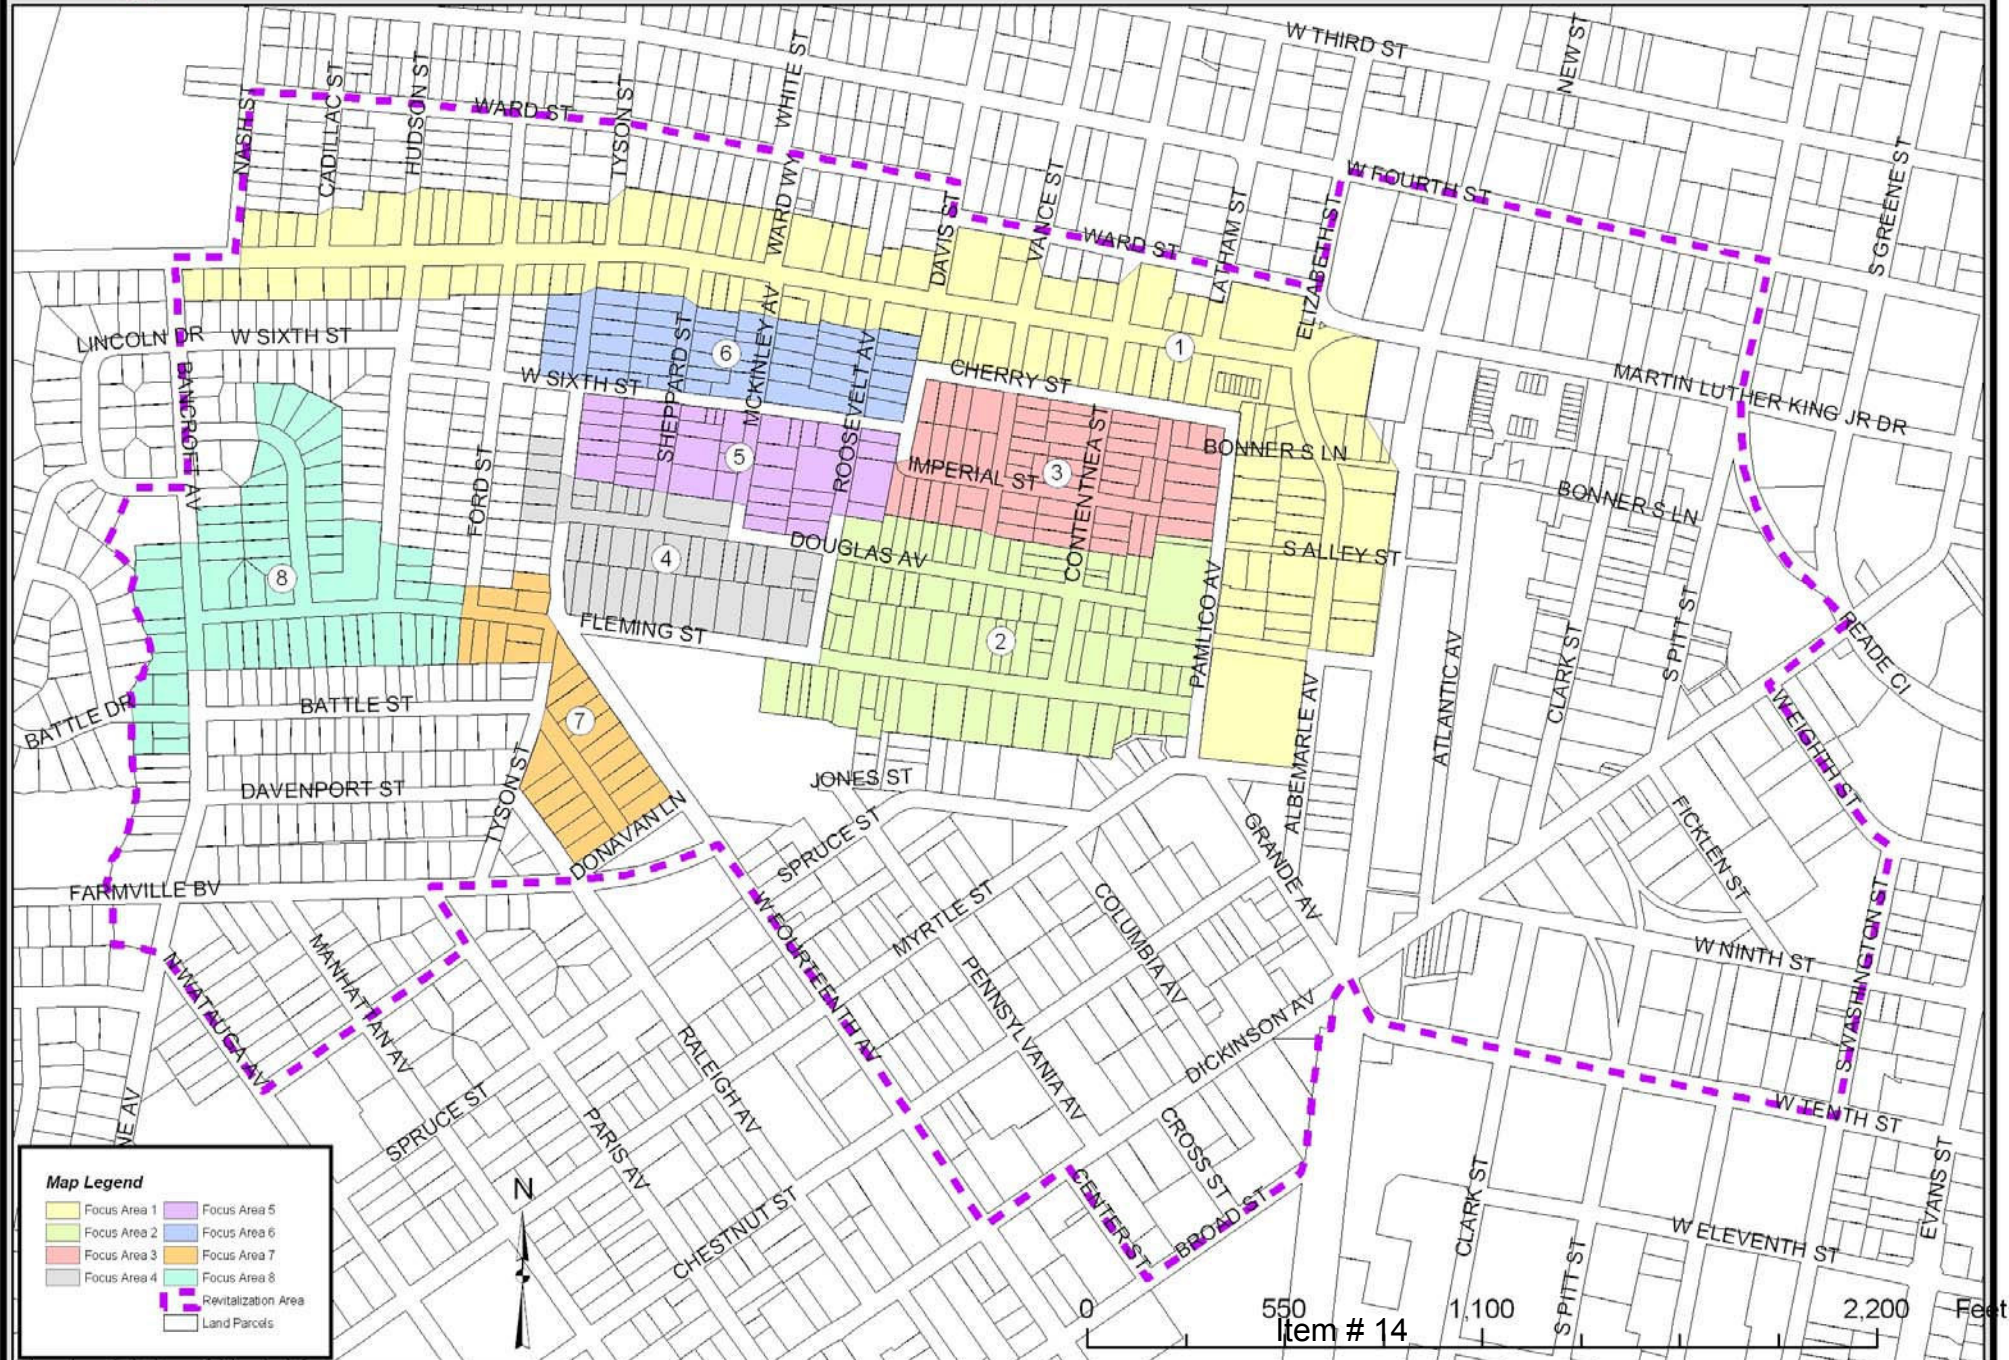 W THIRD ST
NEW ST
WHITE ST
CADILLAC ST
HUDSON ST
TYSON ST
NASH ST
WARD ST
WARD WY
W FOURTH ST
S GREENE ST
DAVIS ST
VANCE ST
WARD ST
LATHAM ST
ELIZABETH ST
LINCOLN DR
W SIXTH ST
BANCROFT AV
W SIXTH ST
SHEPPARD ST
6
MCKINLEY AV
ROOSEVELT AV
CHERRY ST
1
MARTIN LUTHER KING JR DR
FORD ST
5
IMPERIAL ST
3
CONTENTNEA ST
BONNER S LN
BONNER S LN
4
DOUGLAS AV
S ALLEY ST
8
FLEMING ST
2
PAMLICO AV
ATLANTIC AV
CLARK ST
S PITT ST
READE CI
BATTLE DR
BATTLE ST
7
ALBEMARLE AV
W EIGHTH ST
DAVENPORT ST
TYSON ST
JONES ST
DONAVAN LN
SPRUCE ST
GRANDE AV
FICKLEN ST
FARMVILLE BV
W FOURTEENTH AV
MYRTLE ST
COLUMBIA AV
S WASHINGTON ST
N WATAUGA AV
MANHATTAN AV
PENNSYLVANIA AV
W NINTH ST
RALEIGH AV
DICKINSON AV
SPRUCE ST
PARIS AV
CROSS ST
W TENTH ST
NE AV
CHESTNUT ST
CENTER ST
BROAD ST
CLARK ST
S PITT ST
W ELEVENTH ST
EVANS ST
Map Legend
Focus Area 1
Focus Area 5
Focus Area 2
Focus Area 6
Focus Area 3
Focus Area 7
Focus Area 4
Focus Area 8
Revitalization Area
Land Parcels
N
0 550 1,100 2,200 Feet
Item # 14